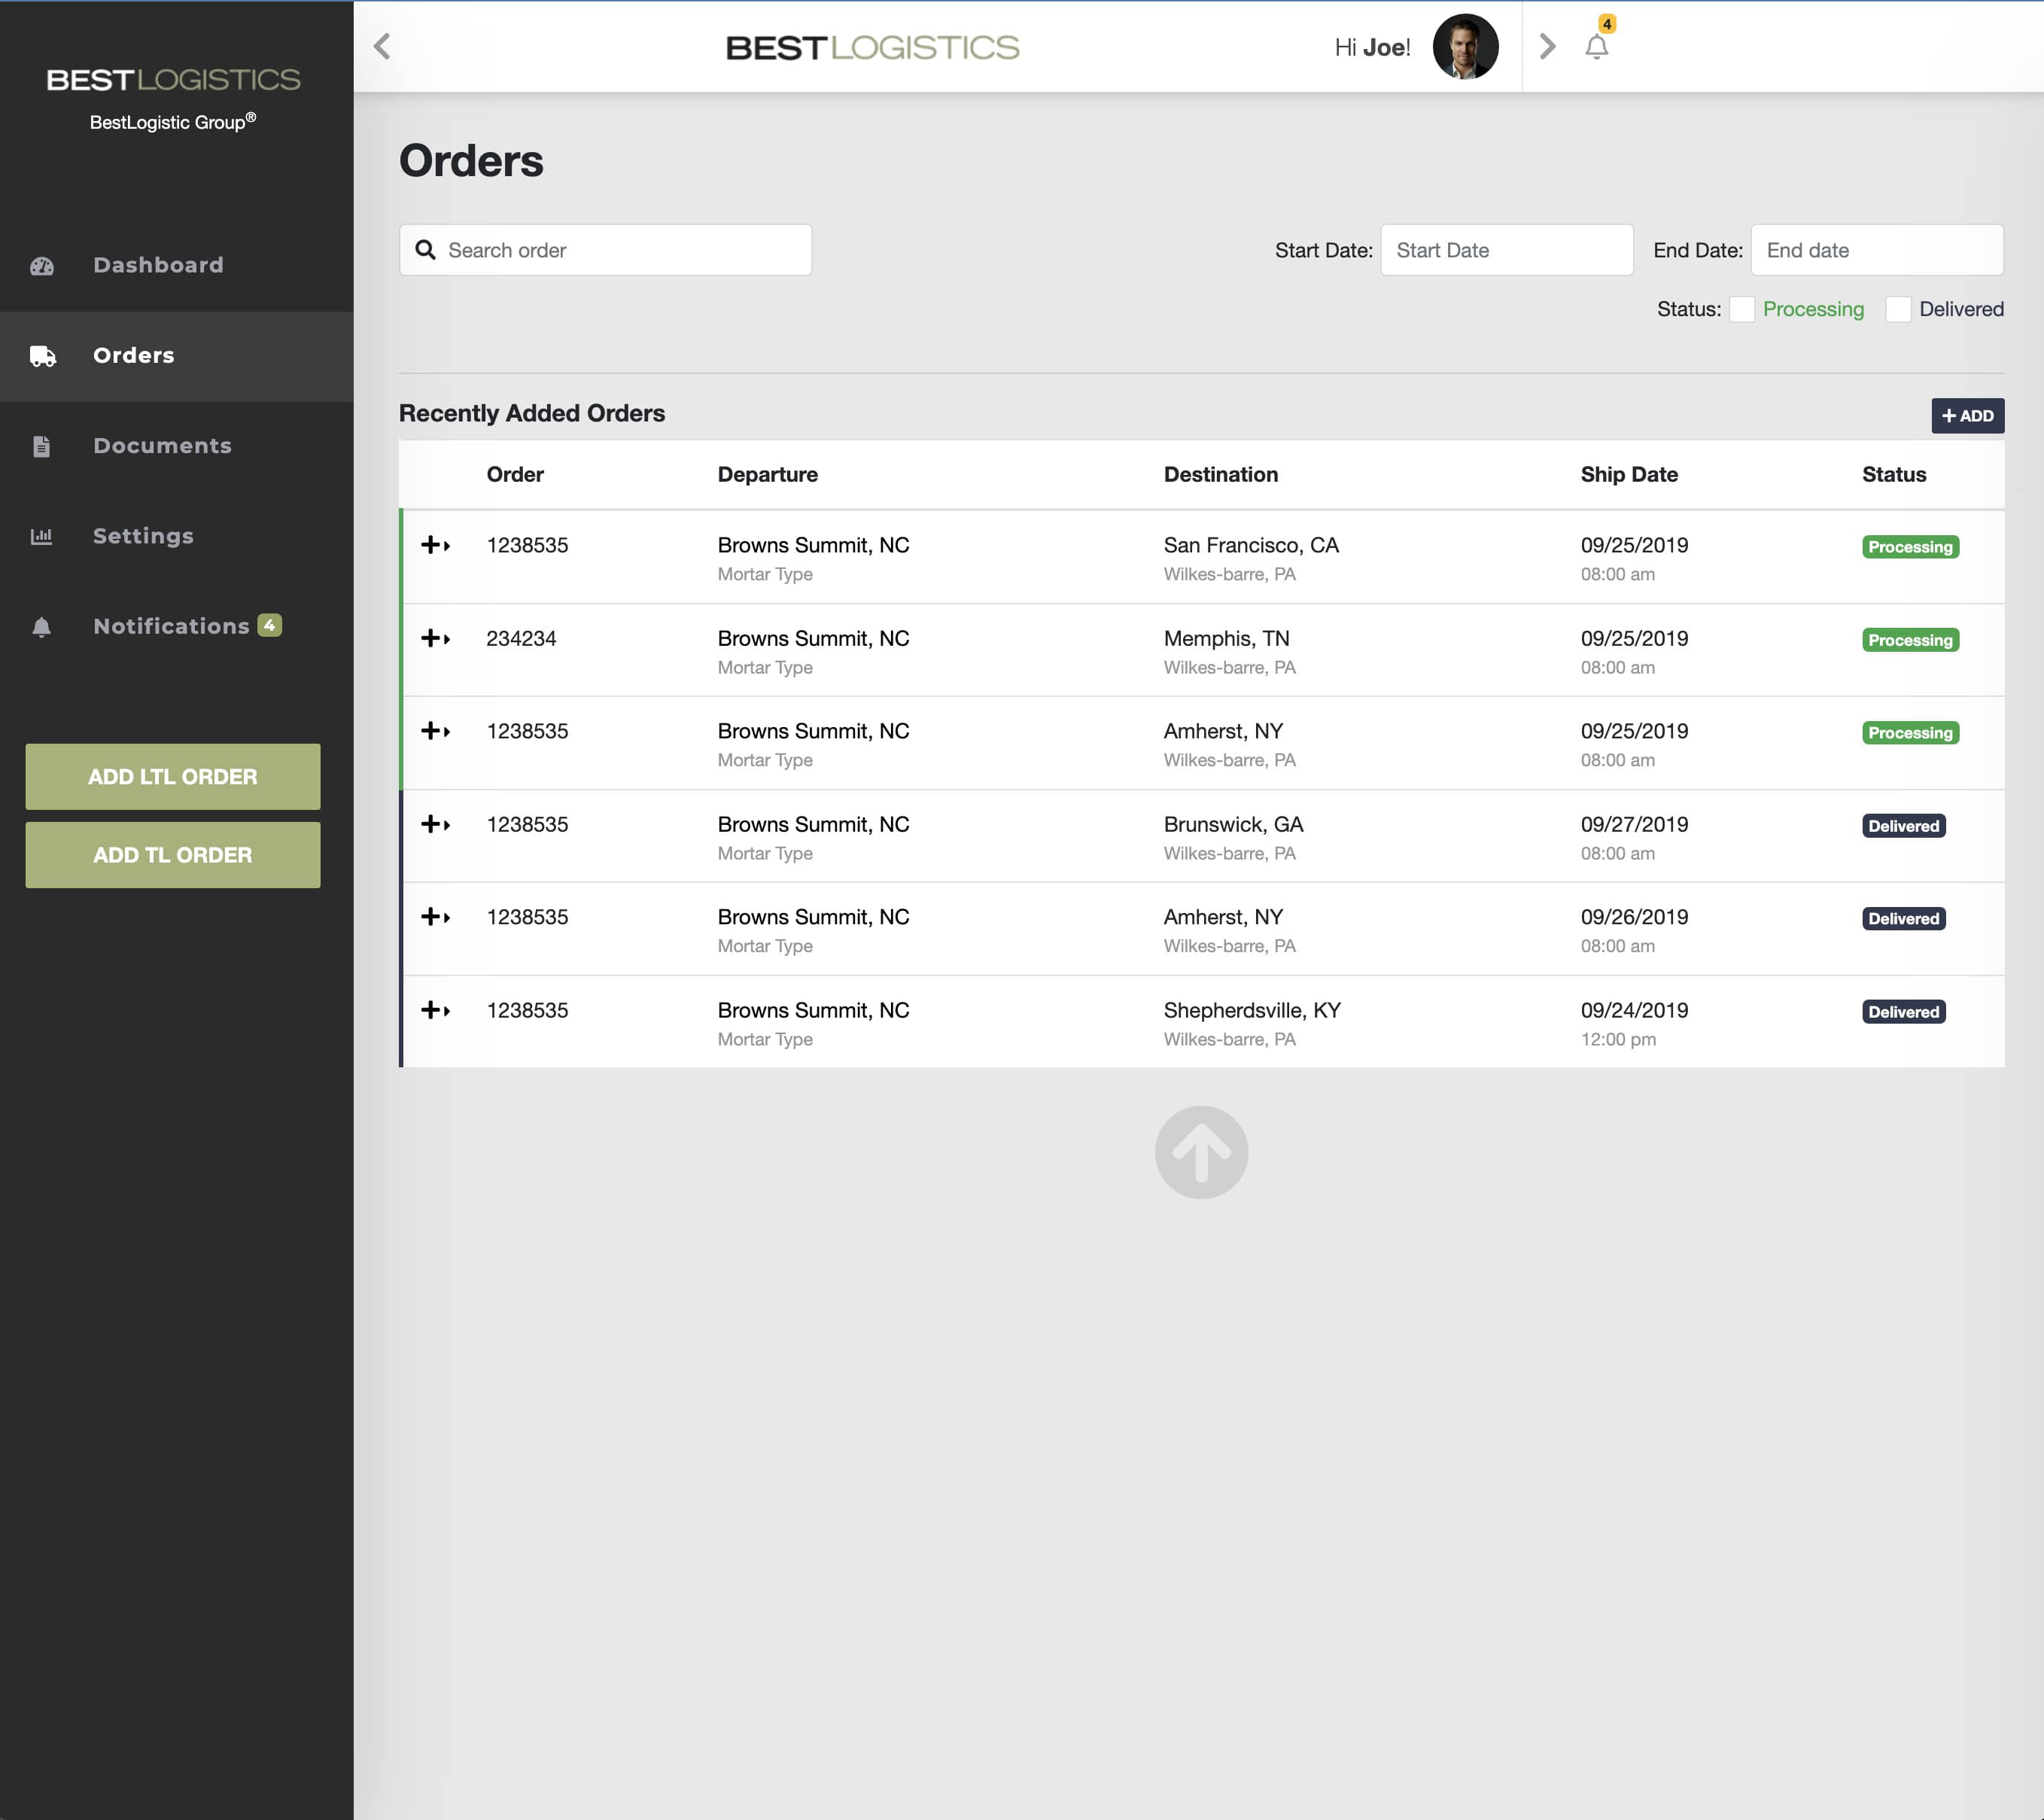 BESTLOGISTICS
BestLogistic Group®
Dashboard
Orders
Documents
Settings
Notifications 4
ADD LTL ORDER
ADD TL ORDER
BESTLOGISTICS
Hi Joe!
4
Orders
Search order
Start Date: Start Date End Date: End date
Status: Processing Delivered
Recently Added Orders
ADD
Order Departure Destination Ship Date Status
1238535 Browns Summit, NC San Francisco, CA 09/25/2019 Processing
Mortar Type Wilkes-barre, PA 08:00 am
234234 Browns Summit, NC Memphis, TN 09/25/2019 Processing
Mortar Type Wilkes-barre, PA 08:00 am
1238535 Browns Summit, NC Amherst, NY 09/25/2019 Processing
Mortar Type Wilkes-barre, PA 08:00 am
1238535 Browns Summit, NC Brunswick, GA 09/27/2019 Delivered
Mortar Type Wilkes-barre, PA 08:00 am
1238535 Browns Summit, NC Amherst, NY 09/26/2019 Delivered
Mortar Type Wilkes-barre, PA 08:00 am
1238535 Browns Summit, NC Shepherdsville, KY 09/24/2019 Delivered
Mortar Type Wilkes-barre, PA 12:00 pm